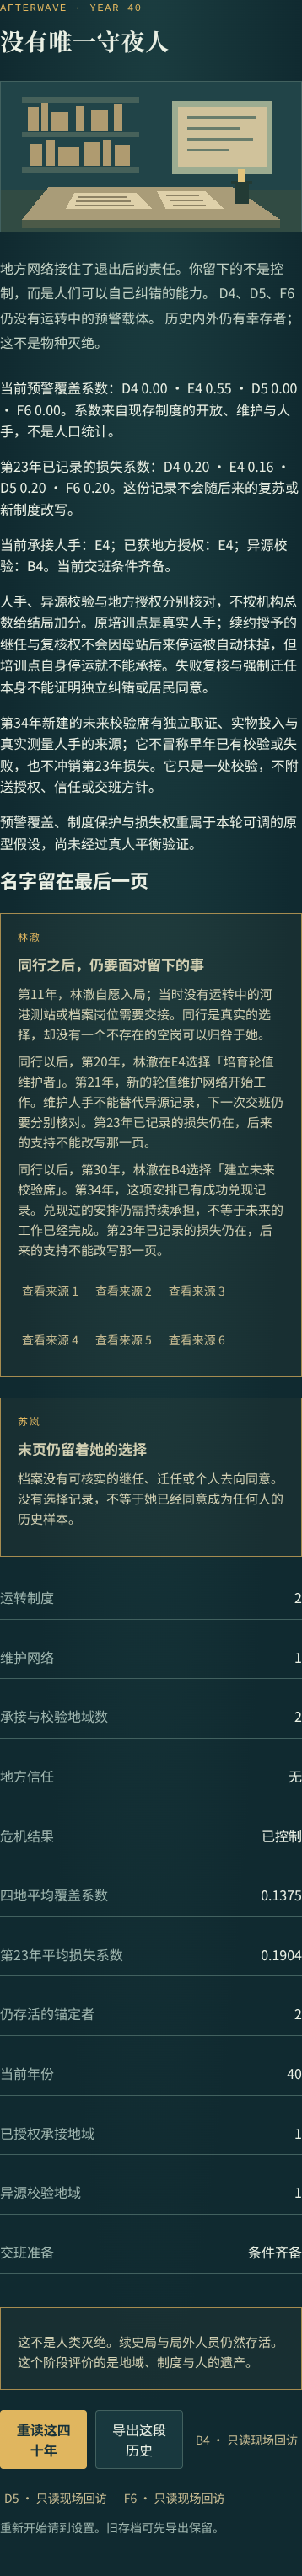 AFTERWAVE · YEAR 40
没有唯一守夜人
地方网络接住了退出后的责任。你留下的不是控
制，而是人们可以自己纠错的能力。 D4、D5、F6
仍没有运转中的预警载体。 历史内外仍有幸存者；
这不是物种灭绝。
当前预警覆盖系数：D4 0.00 · E4 0.55 · D5 0.00
· F6 0.00。系数来自现存制度的开放、维护与人
手，不是人口统计。
第23年已记录的损失系数：D4 0.20 · E4 0.16 ·
D5 0.20 · F6 0.20。这份记录不会随后来的复苏或
新制度改写。
当前承接人手：E4；已获地方授权：E4；异源校
验：B4。当前交班条件齐备。
人手、异源校验与地方授权分别核对，不按机构总
数给结局加分。原培训点是真实人手；续约授予的
继任与复核权不会因母站后来停运被自动抹掉，但
培训点自身停运就不能承接。失败复核与强制迁任
本身不能证明独立纠错或居民同意。
第34年新建的未来校验席有独立取证、实物投入与
真实测量人手的来源；它不冒称早年已有校验或失
败，也不冲销第23年损失。它只是一处校验，不附
送授权、信任或交班方针。
预警覆盖、制度保护与损失权重属于本轮可调的原
型假设，尚未经过真人平衡验证。
名字留在最后一页
林澈
同行之后，仍要面对留下的事
第11年，林澈自愿入局；当时没有运转中的河
港测站或档案岗位需要交接。同行是真实的选
择，却没有一个不存在的空岗可以归咎于她。
同行以后，第20年，林澈在E4选择「培育轮值
维护者」。第21年，新的轮值维护网络开始工
作。维护人手不能替代异源记录，下一次交班仍
要分别核对。第23年已记录的损失仍在，后来
的支持不能改写那一页。
同行以后，第30年，林澈在B4选择「建立未来
校验席」。第34年，这项安排已有成功兑现记
录。兑现过的安排仍需持续承担，不等于未来的
工作已经完成。第23年已记录的损失仍在，后
来的支持不能改写那一页。
查看来源 1 查看来源 2 查看来源 3
查看来源 4 查看来源 5 查看来源 6
苏岚
末页仍留着她的选择
档案没有可核实的继任、迁任或个人去向同意。
没有选择记录，不等于她已经同意成为任何人的
历史样本。
运转制度 2
维护网络 1
承接与校验地域数 2
地方信任 无
危机结果 已控制
四地平均覆盖系数 0.1375
第23年平均损失系数 0.1904
仍存活的锚定者 2
当前年份 40
已授权承接地域 1
异源校验地域 1
交班准备 条件齐备
这不是人类灭绝。续史局与局外人员仍然存活。
这个阶段评价的是地域、制度与人的遗产。
重读这四
十年
导出这段
历史
B4 · 只读现场回访
D5 · 只读现场回访 F6 · 只读现场回访
重新开始请到设置。旧存档可先导出保留。